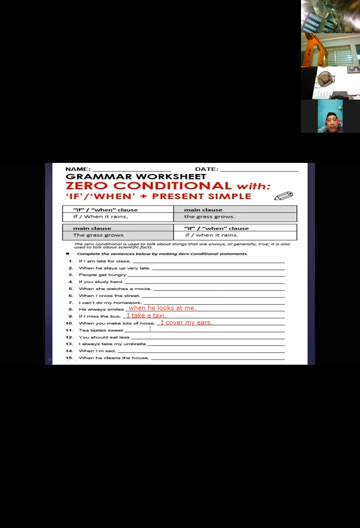 NAME: ____________ DATE: ____________
GRAMMAR WORKSHEET
ZERO CONDITIONAL with:
'IF'/'WHEN' + PRESENT SIMPLE
"if" / "when" clause main clause
If / When it rains, the grass grows.
main clause "if" / "when" clause
The grass grows if / when it rains.
The zero conditional is used to talk about things that are always, or generally, true; it is also
used to talk about scientific facts.
Complete the sentences below by making zero Conditional statements.
1. If I am late for class,
2. When he stays up very late,
3. People get hungry
4. If you study hard,
5. When she watches a movie,
6. When I cross the street,
7. I can't do my homework
8. He always smiles when he looks at me.
9. If I miss the bus, I take a taxi.
10. When you make lots of noise, I cover my ears.
11. Tea tastes sweet
12. You should eat less
13. I always take my umbrella
14. When I'm sad,
15. When he cleans the house,